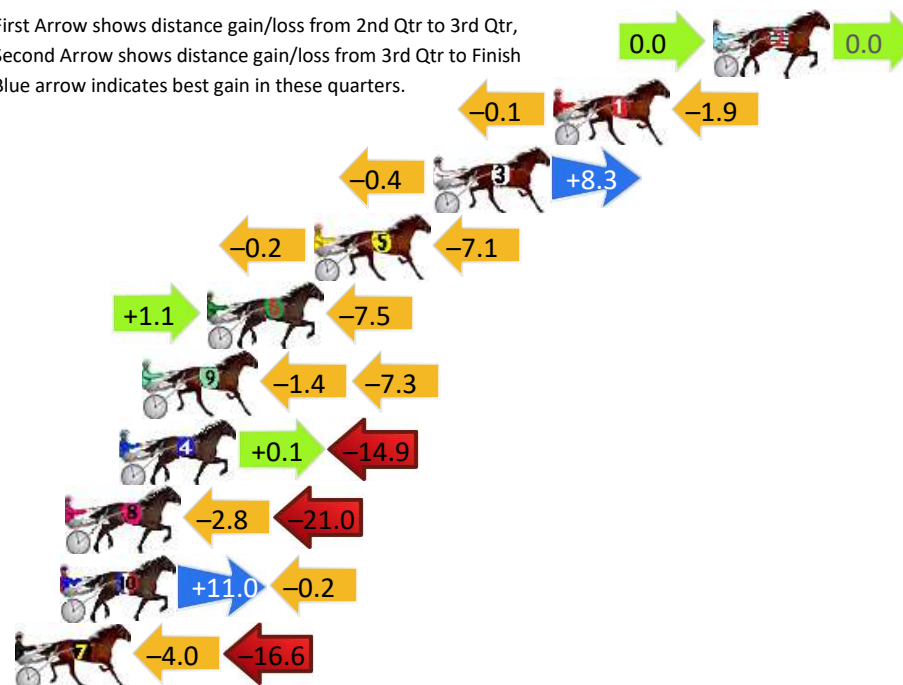 First Arrow shows distance gain/loss from 2nd Qtr to 3rd Qtr,
Second Arrow shows distance gain/loss from 3rd Qtr to Finish
Blue arrow indicates best gain in these quarters.
0.0 2 0.0
–0.1 1 –1.9
–0.4 3 +8.3
–0.2 5 –7.1
+1.1 6 –7.5
9 –1.4 –7.3
4 +0.1 –14.9
8 –2.8 –21.0
10 +11.0 –0.2
7 –4.0 –16.6